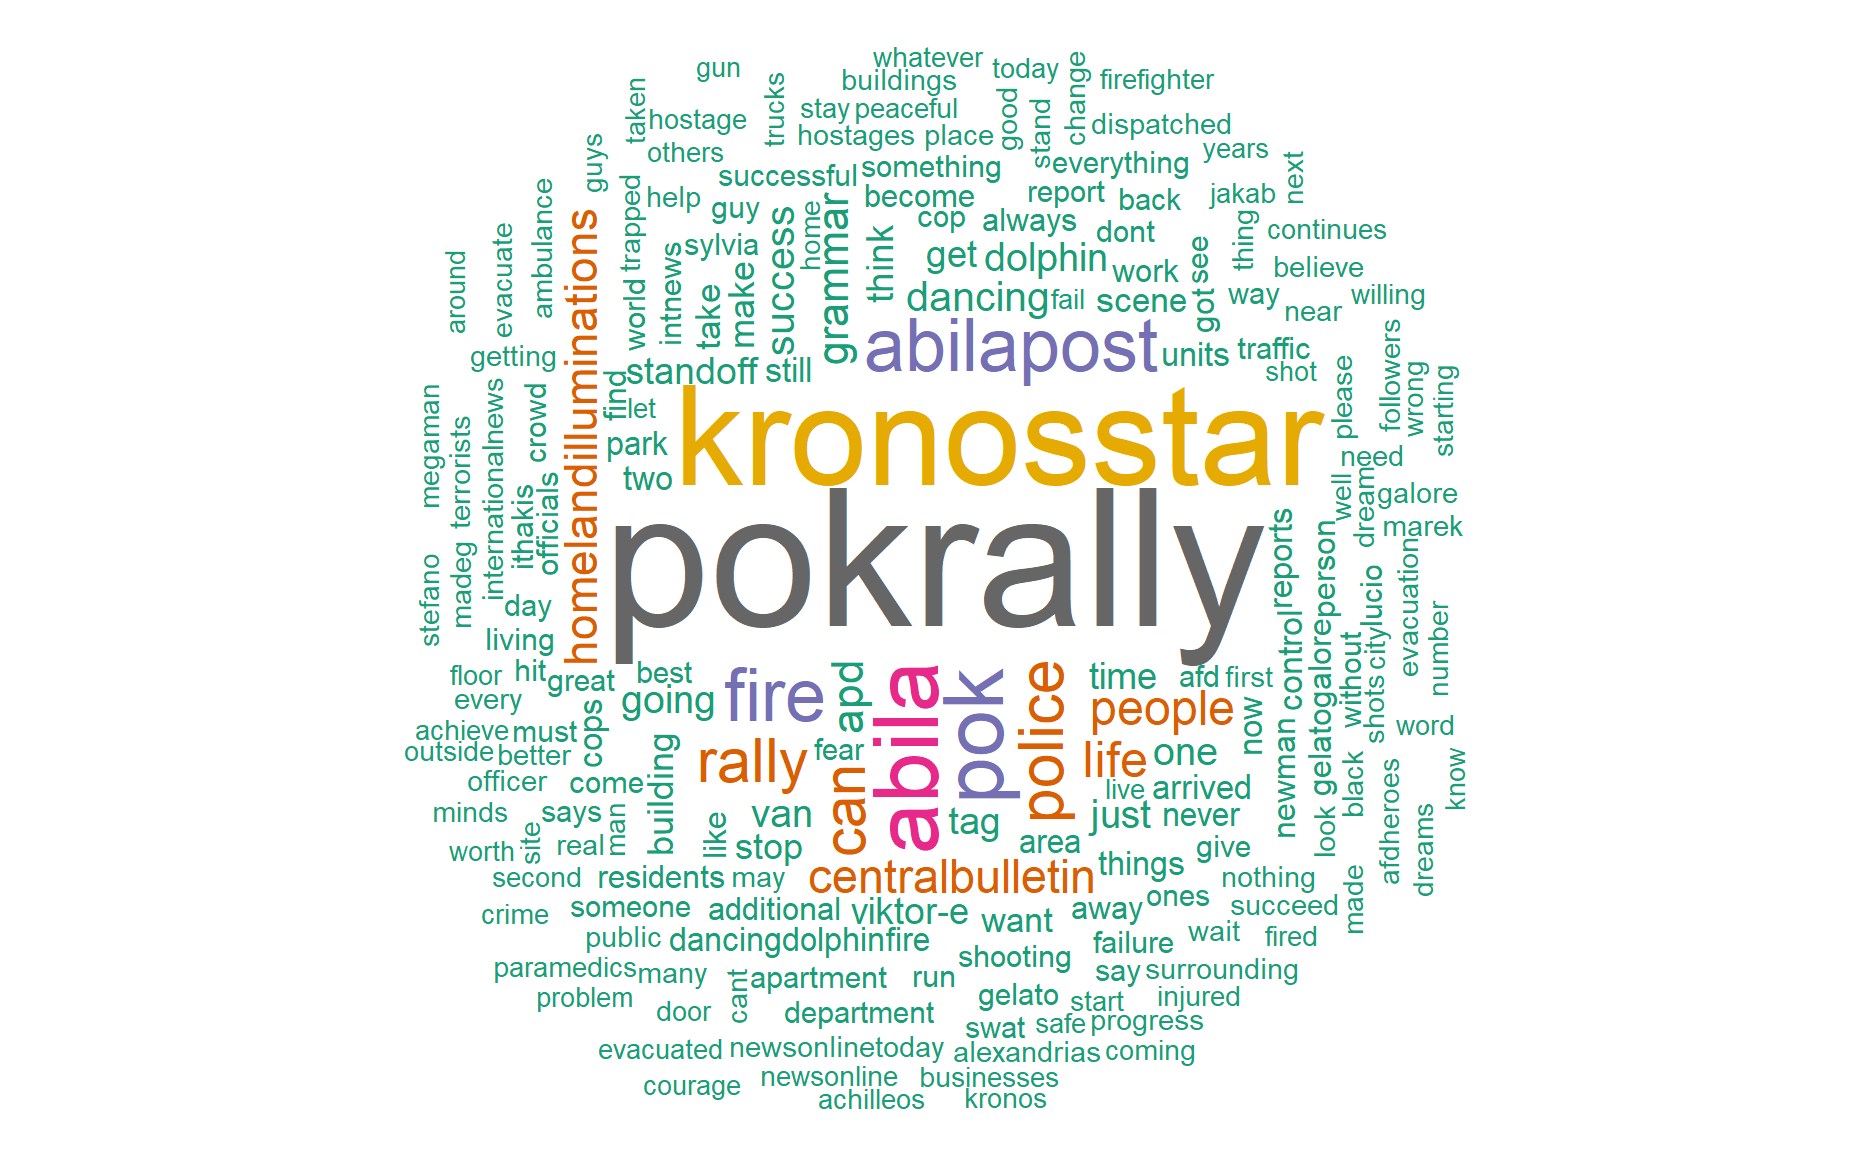 whatever
gun
buildings
today
change
firefighter
taken
hostage
trucks
stay
peaceful
good
stand
dispatched
hostages
place
guys
others
successful
something
everything
years
next
ambulance
trapped
help
guy
success
home
grammar
become
report
back
jakab
cop
always
dont
thing
continues
around
evacuate
homelandilluminations
world
intnews
sylvia
take
make
think
get
dolphin
work
see
got
believe
dancing
fail
scene
way
near
willing
abilapost
units
traffic
shot
getting
standoff
still
find
let
please
followers
wrong
starting
megaman
terrorists
internationalnews
crowd
park
two
kronosstar
need
well
dream
galore
marek
ithakis
officials
pokrally
reports
person
stefano
madeg
day
living
control
gelatogalore
lucio
city
evacuation
number
floor
hit
great
best
going
fire
apd
abila
pok
police
time
afd
first
every
people
now
newman
without
shots
word
achieve
must
cops
outside
better
building
rally
fear
can
life
one
officer
come
live
arrived
black
afdheroes
know
minds
says
man
van
tag
just
never
look
dreams
site
real
like
stop
area
worth
things
give
second
residents
may
centralbulletin
nothing
made
crime
someone
additional
viktor-e
want
away
ones
succeed
public
dancingdolphinfire
failure
wait
fired
shooting
paramedics
many
cant
apartment
run
say
surrounding
problem
gelato
start
injured
door
department
swat
safe
progress
evacuated
newsonlinetoday
alexandrias
coming
courage
newsonline
businesses
achilleos
kronos